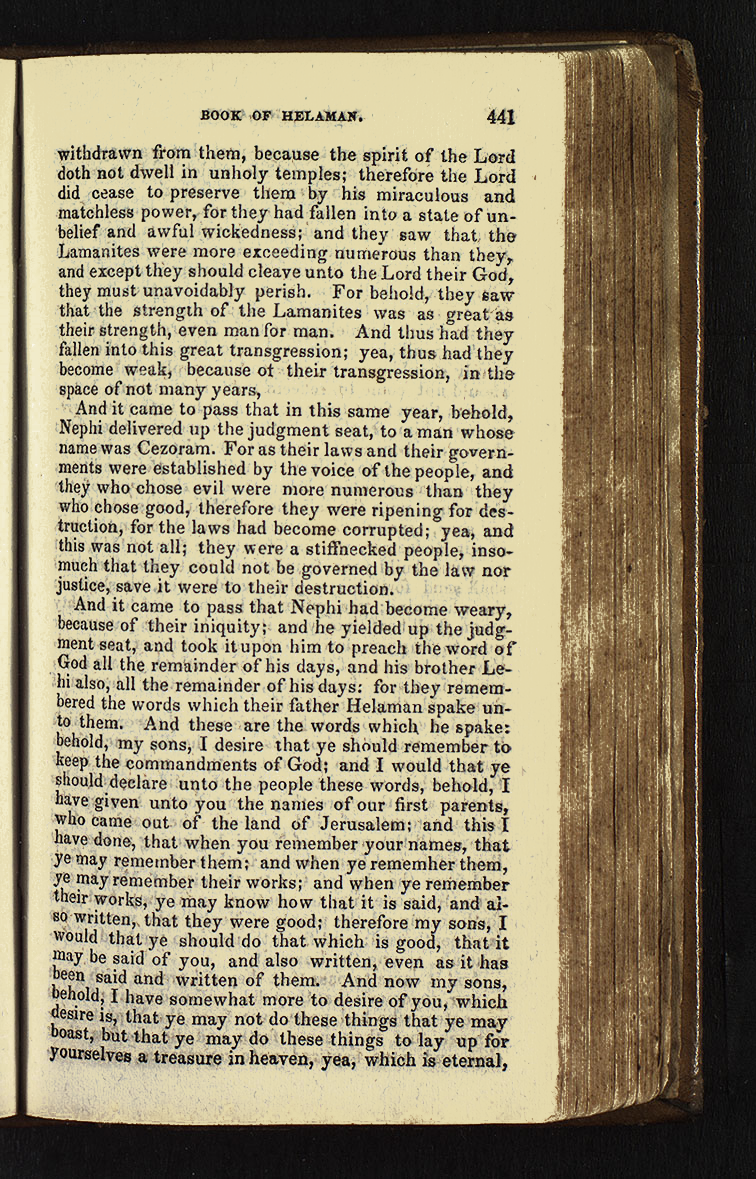 BOOK OF HELAMAN. 441
withdrawn from them, because the spirit of the Lord
doth not dwell in unholy temples; therefore the Lord
did cease to preserve them by his miraculous and
matchless power, for they had fallen into a state of un-
belief and awful wickedness; and they saw that the
Lamanites were more exceeding numerous than they,
and except they should cleave unto the Lord their God,
they must unavoidably perish. For behold, they saw
that the strength of the Lamanites was as great as
their strength, even man for man. And thus had they
fallen into this great transgression; yea, thus had they
become weak, because of their transgression, in the
space of not many years,
And it came to pass that in this same year, behold,
Nephi delivered up the judgment seat, to a man whose
name was Cezoram. For as their laws and their govern-
ments were established by the voice of the people, and
they who chose evil were more numerous than they
who chose good, therefore they were ripening for des-
truction, for the laws had become corrupted; yea, and
this was not all; they were a stiffnecked people, inso-
much that they could not be governed by the law nor
justice, save it were to their destruction.
And it came to pass that Nephi had become weary,
because of their iniquity; and he yielded up the judg-
ment seat, and took it upon him to preach the word of
God all the remainder of his days, and his brother Le-
hi also, all the remainder of his days: for they remem-
bered the words which their father Helaman spake un-
to them. And these are the words which he spake:
behold, my sons, I desire that ye should remember to
keep the commandments of God; and I would that ye
should declare unto the people these words, behold, I
have given unto you the names of our first parents,
who came out of the land of Jerusalem; and this I
have done, that when you remember your names, that
ye may remember them; and when ye rememher them,
ye may remember their works; and when ye remember
their works, ye may know how that it is said, and al-
so written, that they were good; therefore my sons, I
would that ye should do that which is good, that it
may be said of you, and also written, even as it has
been said and written of them. And now my sons,
behold, I have somewhat more to desire of you, which
desire is, that ye may not do these things that ye may
boast, but that ye may do these things to lay up for
yourselves a treasure in heaven, yea, which is eternal,